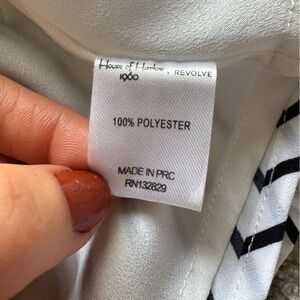 House of Harlow . REVOLVE
1960
100% POLYESTER
MADE IN PRC
RN132829